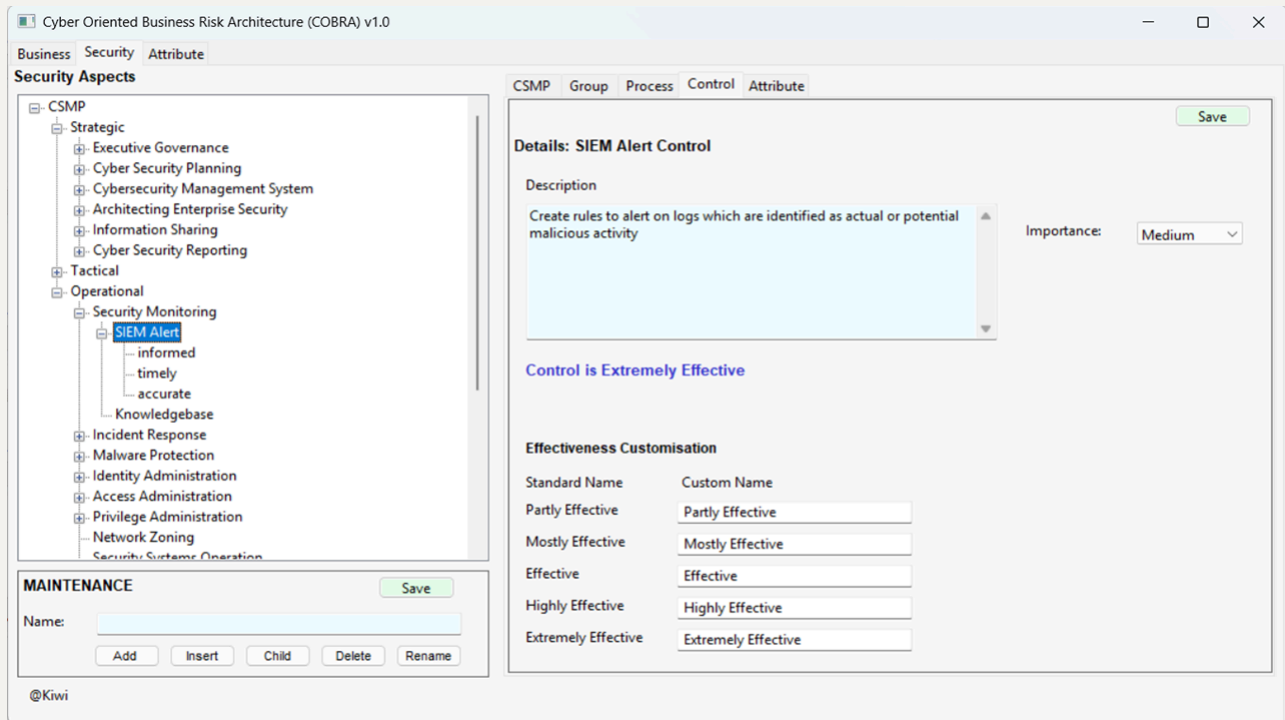 Cyber Oriented Business Risk Architecture (COBRA) v1.0
Business Security Attribute
Security Aspects
CSMP
Strategic
Executive Governance
Cyber Security Planning
Cybersecurity Management System
Architecting Enterprise Security
Information Sharing
Cyber Security Reporting
Tactical
Operational
Security Monitoring
SIEM Alert
informed
timely
accurate
Knowledgebase
Incident Response
Malware Protection
Identity Administration
Access Administration
Privilege Administration
Network Zoning
Security Systems Operation
MAINTENANCE
Save
Name:
Add Insert Child Delete Rename
@Kiwi
CSMP Group Process Control Attribute
Save
Details: SIEM Alert Control
Description
Create rules to alert on logs which are identified as actual or potential
malicious activity
Importance: Medium
Control is Extremely Effective
Effectiveness Customisation
Standard Name Custom Name
Partly Effective Partly Effective
Mostly Effective Mostly Effective
Effective Effective
Highly Effective Highly Effective
Extremely Effective Extremely Effective